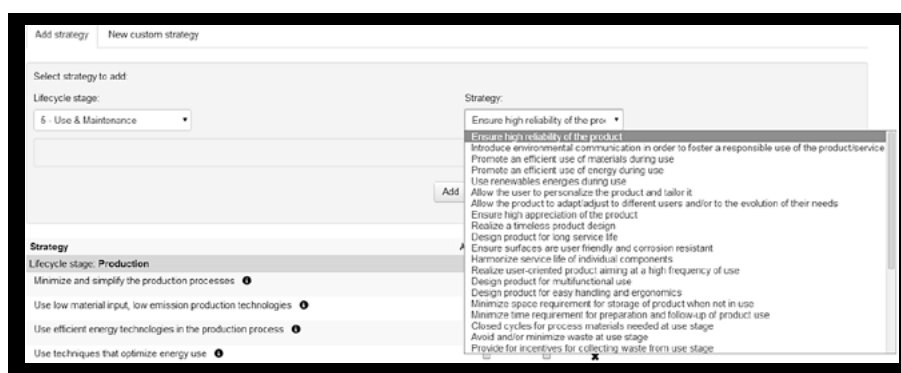 Add strategy New custom strategy
Select strategy to add:
Lifecycle stage: Strategy:
5 - Use & Maintenance Ensure high reliability of the pro
Ensure high reliability of the product
Introduce environmental communication in order to foster a responsible use of the product/service
Promote an efficient use of materials during use
Promote an efficient use of energy during use
Use renewables energies during use
Allow the user to personalize the product and tailor it
Allow the product to adapt/adjust to different users and/or to the evolution of their needs
Ensure high appreciation of the product
Realize a timeless product design
Design product for long service life
Ensure surfaces are user friendly and corrosion resistant
Harmonize service life of individual components
Realize user-oriented product aiming at a high frequency of use
Design product for multifunctional use
Design product for easy handling and ergonomics
Minimize space requirement for storage of product when not in use
Minimize time requirement for preparation and follow-up of product use
Closed cycles for process materials needed at use stage
Avoid and/or minimize waste at use stage
Provide for incentives for collecting waste from use stage
Add
Strategy A
Lifecycle stage: Production
Minimize and simplify the production processes
Use low material input, low emission production technologies
Use efficient energy technologies in the production process
Use techniques that optimize energy use